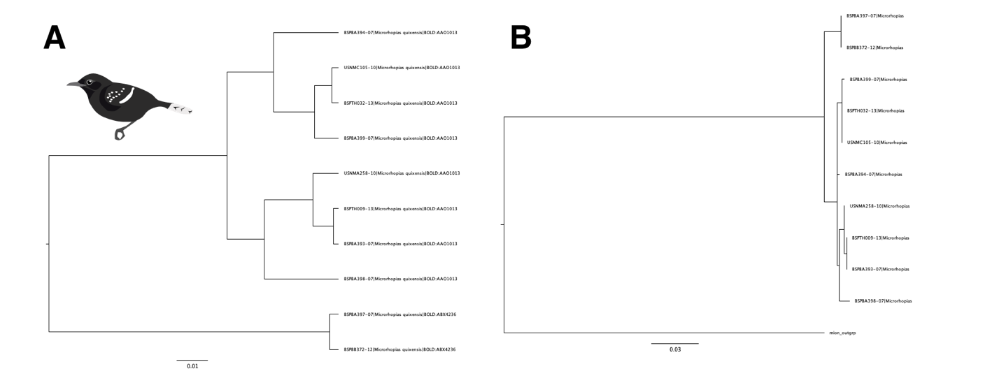 A
BSPBA394-07|Microrhopias quixensis|BOLD:AAO1013
USNMC105-10|Microrhopias quixensis|BOLD:AAO1013
BSPTH032-13|Microrhopias quixensis|BOLD:AAO1013
BSPBA399-07|Microrhopias quixensis|BOLD:AAO1013
USNMA258-10|Microrhopias quixensis|BOLD:AAO1013
BSPTH009-13|Microrhopias quixensis|BOLD:AAO1013
BSPBA393-07|Microrhopias quixensis|BOLD:AAO1013
BSPBA398-07|Microrhopias quixensis|BOLD:AAO1013
BSPBA397-07|Microrhopias quixensis|BOLD:ABX4236
BSPBB372-12|Microrhopias quixensis|BOLD:ABX4236
0.01
B
BSPBA397-07|Microrhopias
BSPBB372-12|Microrhopias
BSPBA399-07|Microrhopias
BSPTH032-13|Microrhopias
USNMC105-10|Microrhopias
BSPBA394-07|Microrhopias
USNMA258-10|Microrhopias
BSPTH009-13|Microrhopias
BSPBA393-07|Microrhopias
BSPBA398-07|Microrhopias
mion_outgrp
0.03